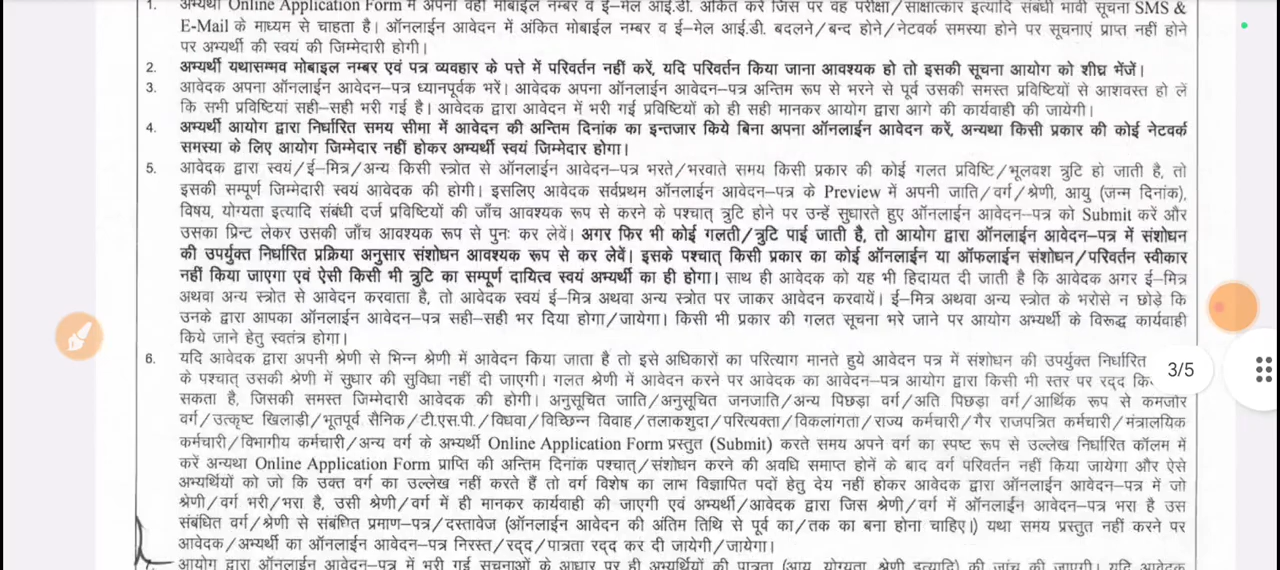 1. अभ्यर्थी Online Application Form में अपना वही मोबाईल नम्बर व ई–मेल आई.डी. अंकित करें जिस पर वह परीक्षा/साक्षात्कार इत्यादि संबंधी भावी सूचना SMS &
E-Mail के माध्यम से चाहता है। ऑनलाईन आवेदन में अंकित मोबाईल नम्बर व ई–मेल आई.डी. बदलने/बन्द होने/नेटवर्क समस्या होने पर सूचनाएं प्राप्त नहीं होने
पर अभ्यर्थी की स्वयं की जिम्मेदारी होगी।
2. अभ्यर्थी यथासम्भव मोबाईल नम्बर एवं पत्र व्यवहार के पत्ते में परिवर्तन नहीं करें, यदि परिवर्तन किया जाना आवश्यक हो तो इसकी सूचना आयोग को शीघ्र भेंजें।
3. आवेदक अपना ऑनलाईन आवेदन–पत्र ध्यानपूर्वक भरें। आवेदक अपना ऑनलाईन आवेदन–पत्र अन्तिम रूप से भरने से पूर्व उसकी समस्त प्रविष्टियों से आशवस्त हो लें
कि सभी प्रविष्टियां सही–सही भरी गई है। आवेदक द्वारा आवेदन में भरी गई प्रविष्टियों को ही सही मानकर आयोग द्वारा आगे की कार्यवाही की जायेगी।
4. अभ्यर्थी आयोग द्वारा निर्धारित समय सीमा में आवेदन की अन्तिम दिनांक का इन्तजार किये बिना अपना ऑनलाईन आवेदन करें, अन्यथा किसी प्रकार की कोई नेटवर्क
समस्या के लिए आयोग जिम्मेदार नहीं होकर अभ्यर्थी स्वयं जिम्मेदार होगा।
5. आवेदक द्वारा स्वयं/ई–मित्र/अन्य किसी स्त्रोत से ऑनलाईन आवेदन–पत्र भरते/भरवाते समय किसी प्रकार की कोई गलत प्रविष्टि/भूलवश त्रुटि हो जाती है, तो
इसकी सम्पूर्ण जिम्मेदारी स्वयं आवेदक की होगी। इसलिए आवेदक सर्वप्रथम ऑनलाईन आवेदन–पत्र के Preview में अपनी जाति/वर्ग/श्रेणी, आयु (जन्म दिनांक),
विषय, योग्यता इत्यादि संबंधी दर्ज प्रविष्टियों की जाँच आवश्यक रूप से करने के पश्चात् त्रुटि होने पर उन्हें सुधारते हुए ऑनलाईन आवेदन–पत्र को Submit करें और
उसका प्रिन्ट लेकर उसकी जाँच आवश्यक रूप से पुनः कर लेवें। अगर फिर भी कोई गलती/त्रुटि पाई जाती है, तो आयोग द्वारा ऑनलाईन आवेदन–पत्र में संशोधन
की उपर्युक्त निर्धारित प्रक्रिया अनुसार संशोधन आवश्यक रूप से कर लेवें। इसके पश्चात् किसी प्रकार का कोई ऑनलाईन या ऑफलाईन संशोधन/परिवर्तन स्वीकार
नहीं किया जाएगा एवं ऐसी किसी भी त्रुटि का सम्पूर्ण दायित्व स्वयं अभ्यर्थी का ही होगा। साथ ही आवेदक को यह भी हिदायत दी जाती है कि आवेदक अगर ई–मित्र
अथवा अन्य स्त्रोत से आवेदन करवाता है, तो आवेदक स्वयं ई–मित्र अथवा अन्य स्त्रोत पर जाकर आवेदन करवायें। ई–मित्र अथवा अन्य स्त्रोत के भरोसे न छोड़े कि
उनके द्वारा आपका ऑनलाईन आवेदन–पत्र सही–सही भर दिया होगा/जायेगा। किसी भी प्रकार की गलत सूचना भरे जाने पर आयोग अभ्यर्थी के विरूद्ध कार्यवाही
किये जाने हेतु स्वतंत्र होगा।
6. यदि आवेदक द्वारा अपनी श्रेणी से भिन्न श्रेणी में आवेदन किया जाता है तो इसे अधिकारों का परित्याग मानते हुये आवेदन पत्र में संशोधन की उपर्युक्त निर्धारित
3/5
के पश्चात् उसकी श्रेणी में सुधार की सुविधा नहीं दी जाएगी। गलत श्रेणी में आवेदन करने पर आवेदक का आवेदन–पत्र आयोग द्वारा किसी भी स्तर पर रद्द
सकता है, जिसकी समस्त जिम्मेदारी आवेदक की होगी। अनुसूचित जाति/अनुसूचित जनजाति/अन्य पिछड़ा वर्ग/अति पिछड़ा वर्ग/आर्थिक रूप से कमजोर
वर्ग/उत्कृष्ट खिलाड़ी/भूतपूर्व सैनिक/टी.एस.पी./विधवा/विच्छिन्न विवाह/तलाकशुदा/परित्यक्ता/विकलांगता/राज्य कर्मचारी/गैर राजपत्रित कर्मचारी/मंत्रालयिक
कर्मचारी/विभागीय कर्मचारी/अन्य वर्ग के अभ्यर्थी Online Application Form प्रस्तुत (Submit) करते समय अपने वर्ग का स्पष्ट रूप से उल्लेख निर्धारित कॉलम में
करें अन्यथा Online Application Form प्राप्ति की अन्तिम दिनांक पश्चात्/संशोधन करने की अवधि समाप्त होनें के बाद वर्ग परिवर्तन नहीं किया जायेगा और ऐसे
अभ्यर्थियों को जो कि उक्त वर्ग का उल्लेख नहीं करते हैं तो वर्ग विशेष का लाभ विज्ञापित पदों हेतु देय नहीं होकर आवेदक द्वारा ऑनलाईन आवेदन–पत्र में जो
श्रेणी/वर्ग भरी/भरा है, उसी श्रेणी/वर्ग में ही मानकर कार्यवाही की जाएगी एवं अभ्यर्थी/आवेदक द्वारा जिस श्रेणी/वर्ग में ऑनलाईन आवेदन–पत्र भरा है उस
संबंधित वर्ग/श्रेणी से संबंधित प्रमाण–पत्र/दस्तावेज (ऑनलाईन आवेदन की अंतिम तिथि से पूर्व का/तक का बना होना चाहिए।) यथा समय प्रस्तुत नहीं करने पर
आवेदक/अभ्यर्थी का ऑनलाईन आवेदन–पत्र निरस्त/रद्द/पात्रता रद्द कर दी जायेगी/जायेगा।
आयोग द्वारा ऑनलाईन आवेदन–पत्र में भरी गई सूचनाओं के आधार पर ही अभ्यर्थियों की पात्रता (आयु, योग्यता, श्रेणी इत्यादि) की जांच की जाएगी। यदि आवेदक